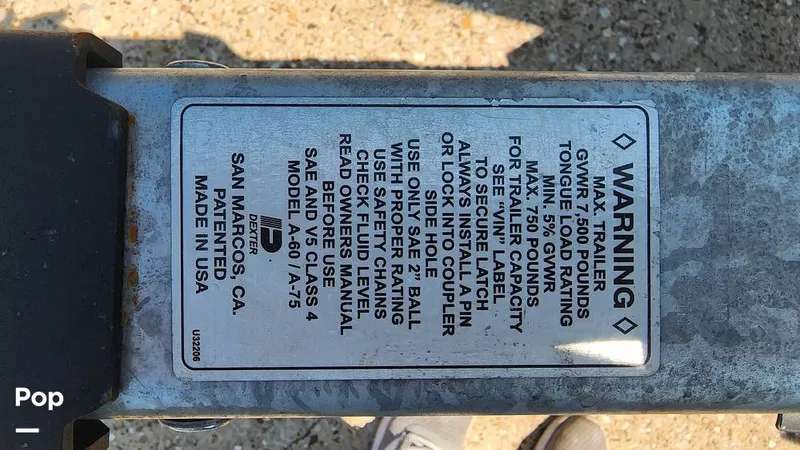 ◇ WARNING ◇
MAX. TRAILER
GVWR 7,500 POUNDS
TONGUE LOAD RATING
MIN. 5% GVWR
MAX. 750 POUNDS
FOR TRAILER CAPACITY
SEE "VIN" LABEL
TO SECURE LATCH
ALWAYS INSTALL A PIN
OR LOCK INTO COUPLER
SIDE HOLE
USE ONLY SAE 2" BALL
WITH PROPER RATING
USE SAFETY CHAINS
CHECK FLUID LEVEL
READ OWNERS MANUAL
BEFORE USE
SAE AND V5 CLASS 4
MODEL A-60 / A-75
DEXTER
SAN MARCOS, CA.
PATENTED
MADE IN USA
U32206
Pop